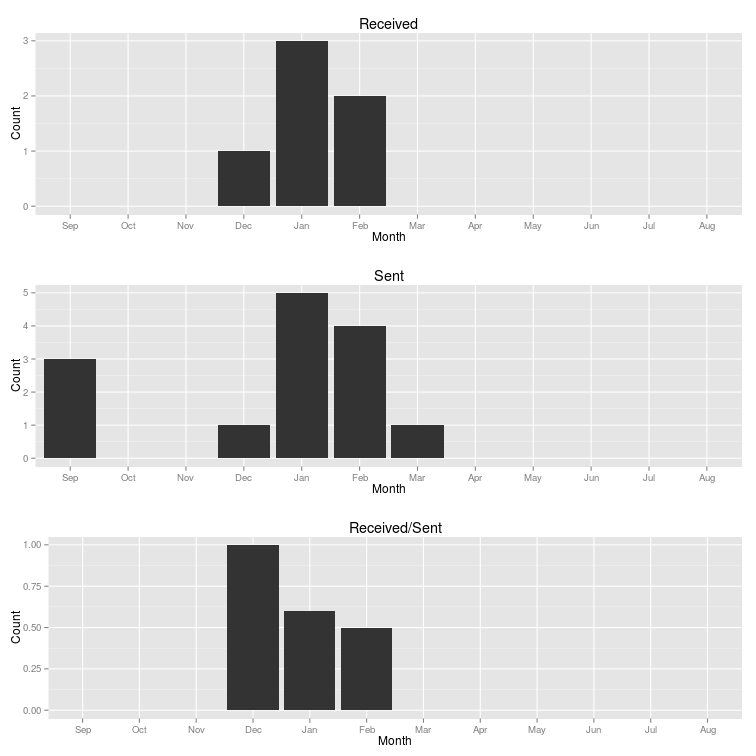 Received
3
2
1
0
Count
Sep Oct Nov Dec Jan Feb Mar Apr May Jun Jul Aug
Month
Sent
5
4
3
2
1
0
Count
Sep Oct Nov Dec Jan Feb Mar Apr May Jun Jul Aug
Month
Received/Sent
1.00
0.75
0.50
0.25
0.00
Count
Sep Oct Nov Dec Jan Feb Mar Apr May Jun Jul Aug
Month